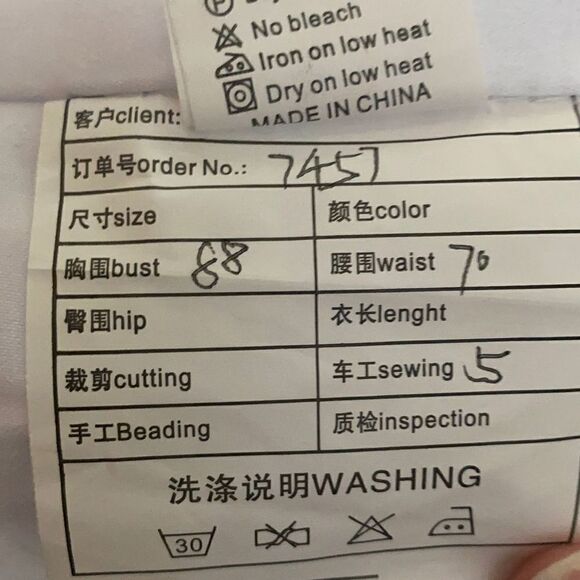 No bleach
Iron on low heat
Dry on low heat
MADE IN CHINA
客户client:
订单号order No.: 7457
尺寸size 颜色color
胸围bust 88 腰围waist 70
臀围hip 衣长lenght
裁剪cutting 车工sewing 5
手工Beading 质检inspection
洗涤说明WASHING
30